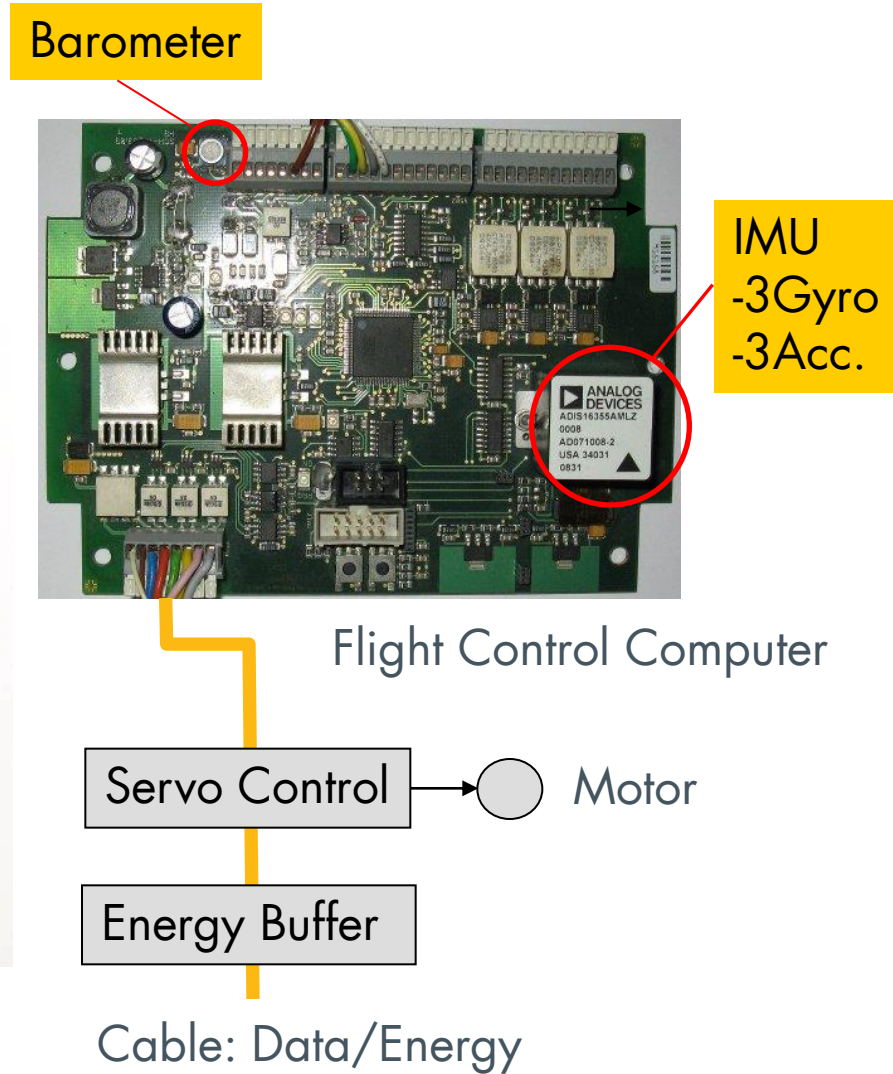 Barometer
IMU
-3Gyro
-3Acc.
ANALOG
DEVICES
ADIS16355AMLZ
0008
AD071008-2
USA 34031
0831
Flight Control Computer
Servo Control
Motor
Energy Buffer
Cable: Data/Energy